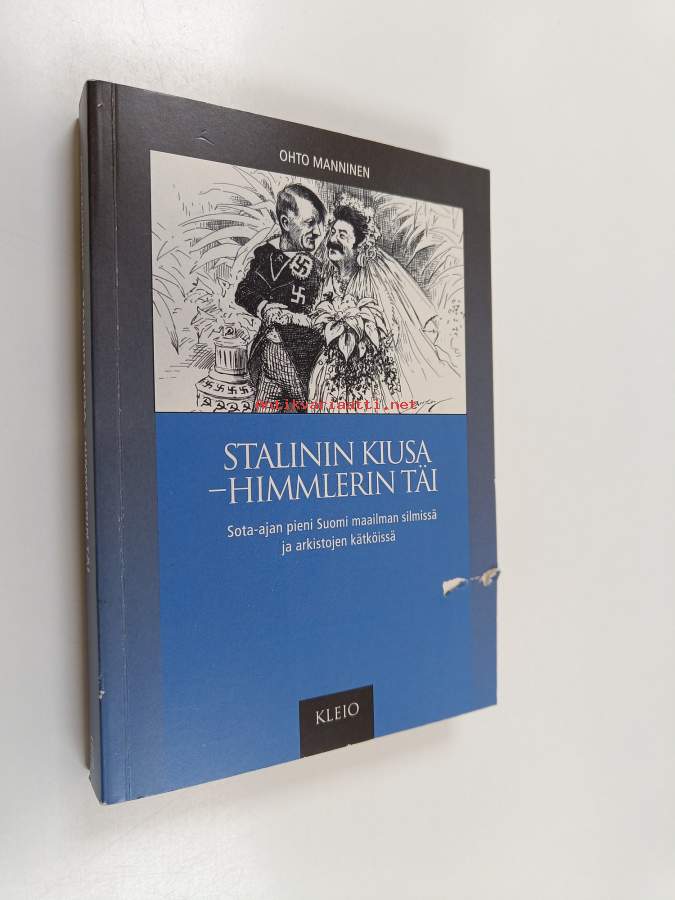 OHTO MANNINEN
antikvariaatti.net
STALININ KIUSA
–HIMMLERIN TÄI
Sota-ajan pieni Suomi maailman silmissä
ja arkistojen kätköissä
KLEIO